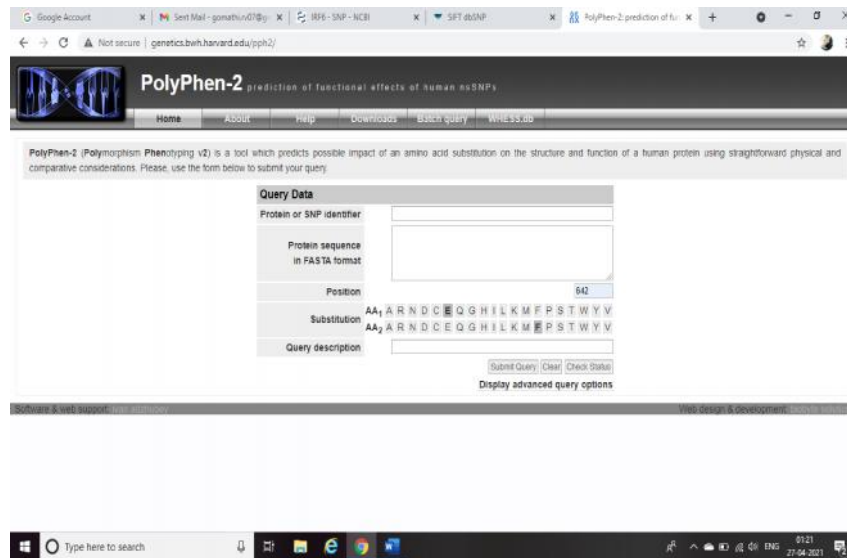 Google Account
Sent Mail - gomathi.n07@g
IRF6 - SNP - NCBI
SIFT dbSNP
PolyPhen-2: prediction of fu
Not secure | genetics.bwh.harvard.edu/pph2/
PolyPhen-2 prediction of functional effects of human nsSNPs
Home About Help Downloads Batch query WHESS.db
PolyPhen-2 (Polymorphism Phenotyping v2) is a tool which predicts possible impact of an amino acid substitution on the structure and function of a human protein using straightforward physical and
comparative considerations. Please, use the form below to submit your query.
Query Data
Protein or SNP identifier
Protein sequence
in FASTA format
Position 642
Substitution
AA1 A R N D C E Q G H I L K M F P S T W Y V
AA2 A R N D C E Q G H I L K M F P S T W Y V
Query description
Submit Query Clear Check Status
Display advanced query options
Software & web support:
Web design & development:
Type here to search
ENG
01:21
27-04-2021